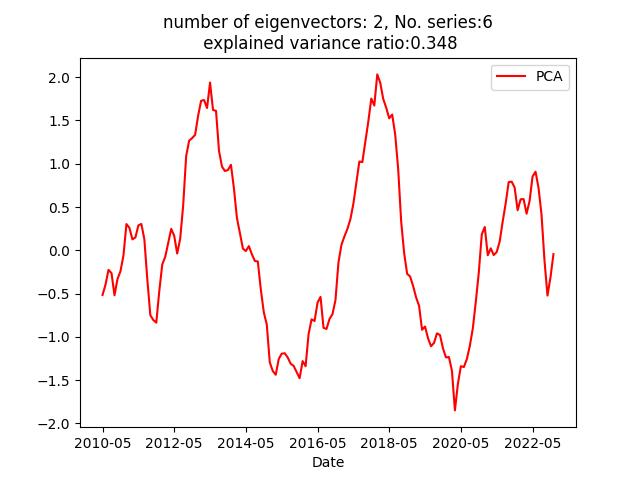 number of eigenvectors: 2, No. series:6
explained variance ratio:0.348
PCA
2.0
1.5
1.0
0.5
0.0
−0.5
−1.0
−1.5
−2.0
2010-05 2012-05 2014-05 2016-05 2018-05 2020-05 2022-05
Date